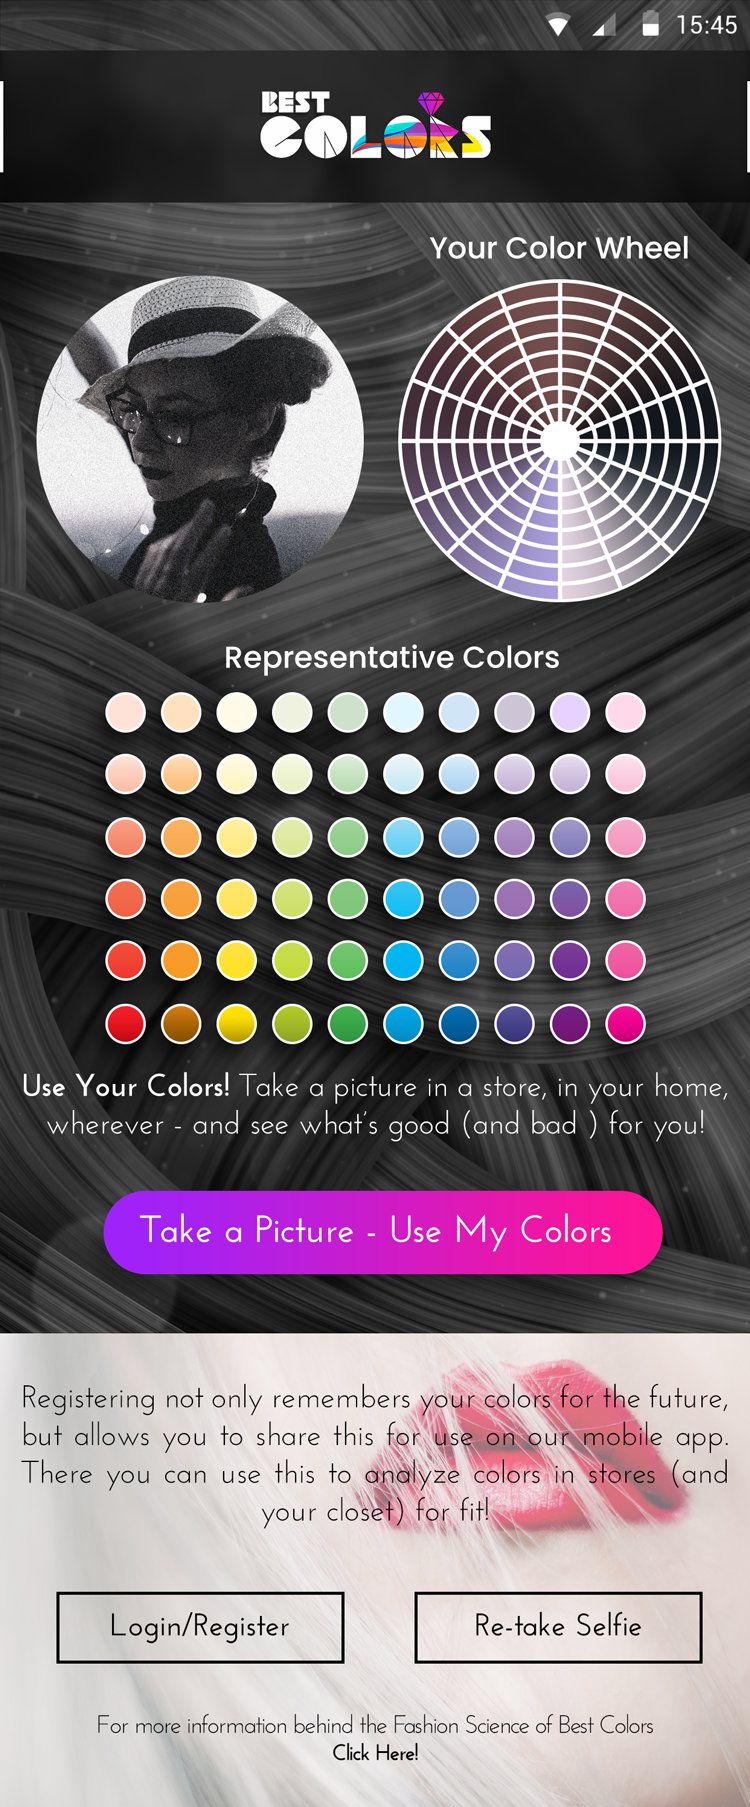 15:45
BEST
COLORS
Your Color Wheel
Representative Colors
Use Your Colors! Take a picture in a store, in your home,
wherever - and see what's good (and bad ) for you!
Take a Picture - Use My Colors
Registering not only remembers your colors for the future,
but allows you to share this for use on our mobile app.
There you can use this to analyze colors in stores (and
your closet) for fit!
Login/Register
Re-take Selfie
For more information behind the Fashion Science of Best Colors
Click Here!